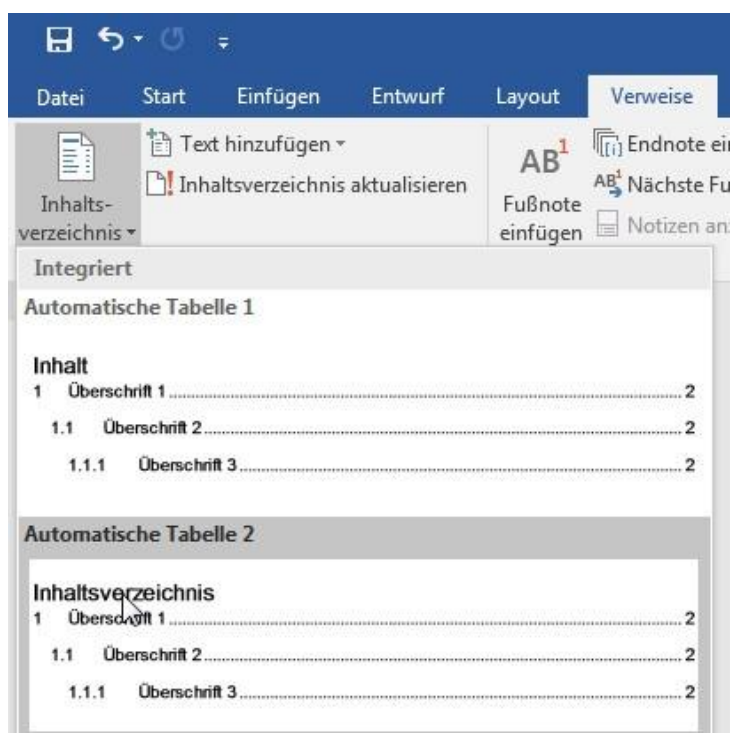 Datei Start Einfügen Entwurf Layout Verweise
Text hinzufügen
Inhaltsverzeichnis aktualisieren
Inhalts-
verzeichnis
AB1
Fußnote
einfügen
Endnote ei
AB1 Nächste Fu
Notizen an
Integriert
Automatische Tabelle 1
Inhalt
1 Überschrift 1 ........ 2
1.1 Überschrift 2 ........ 2
1.1.1 Überschrift 3 ........ 2
Automatische Tabelle 2
Inhaltsverzeichnis
1 Überschrift 1 ........ 2
1.1 Überschrift 2 ........ 2
1.1.1 Überschrift 3 ........ 2